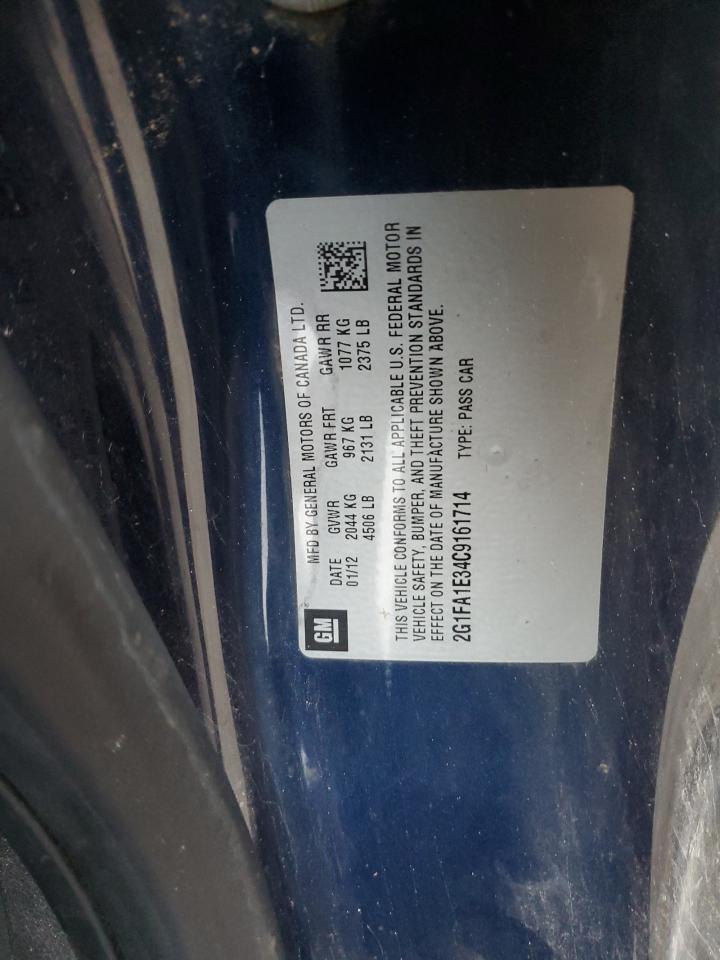 GM
MFD BY GENERAL MOTORS OF CANADA LTD.
DATE GVWR GAWR FRT GAWR RR
01/12 2044 KG 967 KG 1077 KG
4506 LB 2131 LB 2375 LB
THIS VEHICLE CONFORMS TO ALL APPLICABLE U.S. FEDERAL MOTOR
VEHICLE SAFETY, BUMPER, AND THEFT PREVENTION STANDARDS IN
EFFECT ON THE DATE OF MANUFACTURE SHOWN ABOVE.
2G1FA1E34C9161714 TYPE: PASS CAR